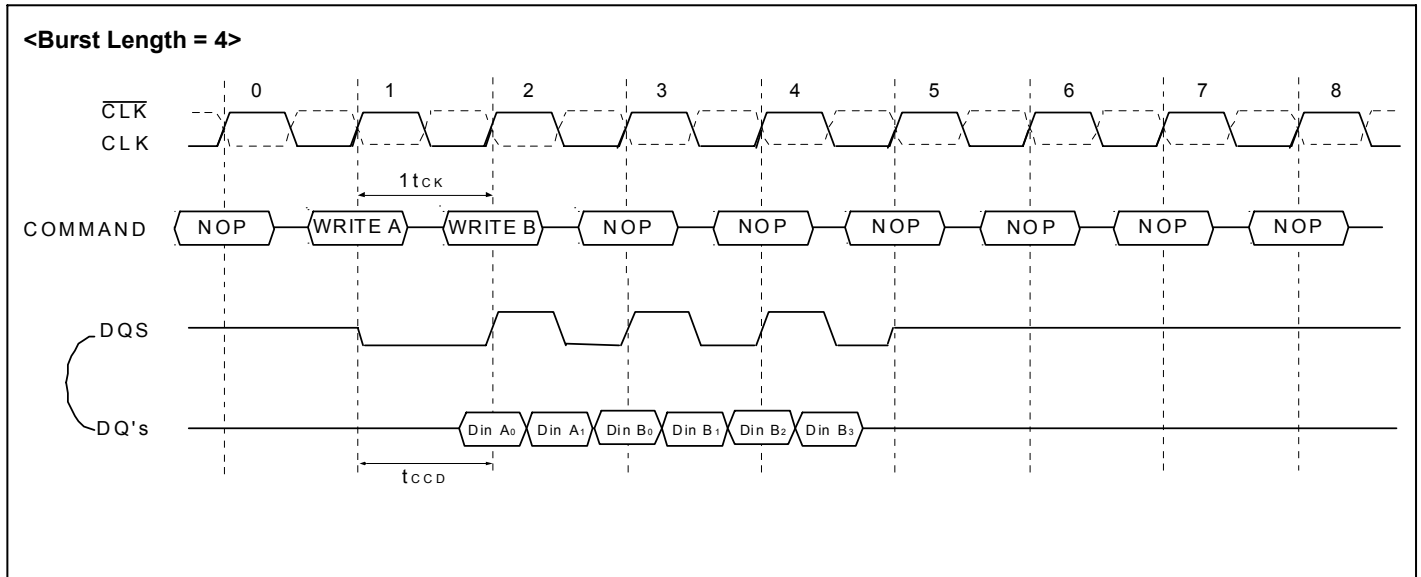 <Burst Length = 4>
0 1 2 3 4 5 6 7 8
CLK
CLK
1tCK
COMMAND NOP WRITE A WRITE B NOP NOP NOP NOP NOP NOP
DQS
DQ's Din A0 Din A1 Din B0 Din B1 Din B2 Din B3
tCCD